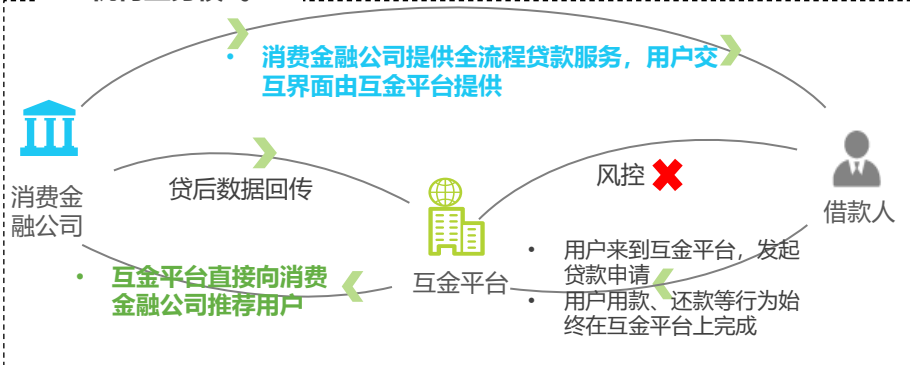 消费金融公司提供全流程贷款服务，用户交
互界面由互金平台提供
消费金
融公司
贷后数据回传
风控
借款人
互金平台直接向消费
金融公司推荐用户
互金平台
用户来到互金平台，发起
贷款申请
用户用款、还款等行为始
终在互金平台上完成